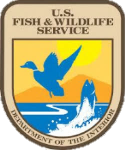 U.S.
FISH & WILDLIFE
SERVICE
DEPARTMENT OF THE INTERIOR